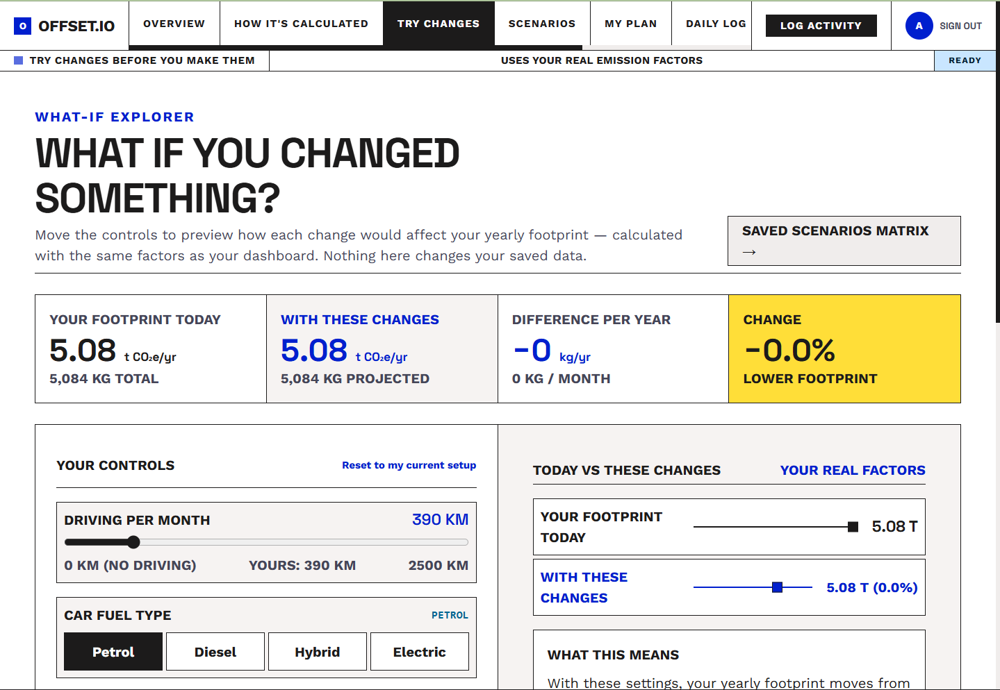 O OFFSET.IO
OVERVIEW
HOW IT'S CALCULATED
TRY CHANGES
SCENARIOS
MY PLAN
DAILY LOG
LOG ACTIVITY
A
SIGN OUT
TRY CHANGES BEFORE YOU MAKE THEM
USES YOUR REAL EMISSION FACTORS
READY
WHAT-IF EXPLORER
WHAT IF YOU CHANGED
SOMETHING?
Move the controls to preview how each change would affect your yearly footprint — calculated
with the same factors as your dashboard. Nothing here changes your saved data.
SAVED SCENARIOS MATRIX
→
YOUR FOOTPRINT TODAY
5.08 t CO₂e/yr
5,084 KG TOTAL
WITH THESE CHANGES
5.08 t CO₂e/yr
5,084 KG PROJECTED
DIFFERENCE PER YEAR
−0 kg/yr
0 KG / MONTH
CHANGE
−0.0%
LOWER FOOTPRINT
YOUR CONTROLS
Reset to my current setup
DRIVING PER MONTH
390 KM
0 KM (NO DRIVING)
YOURS: 390 KM
2500 KM
CAR FUEL TYPE
PETROL
Petrol
Diesel
Hybrid
Electric
TODAY VS THESE CHANGES
YOUR REAL FACTORS
YOUR FOOTPRINT
TODAY
5.08 T
WITH THESE
CHANGES
5.08 T (0.0%)
WHAT THIS MEANS
With these settings, your yearly footprint moves from